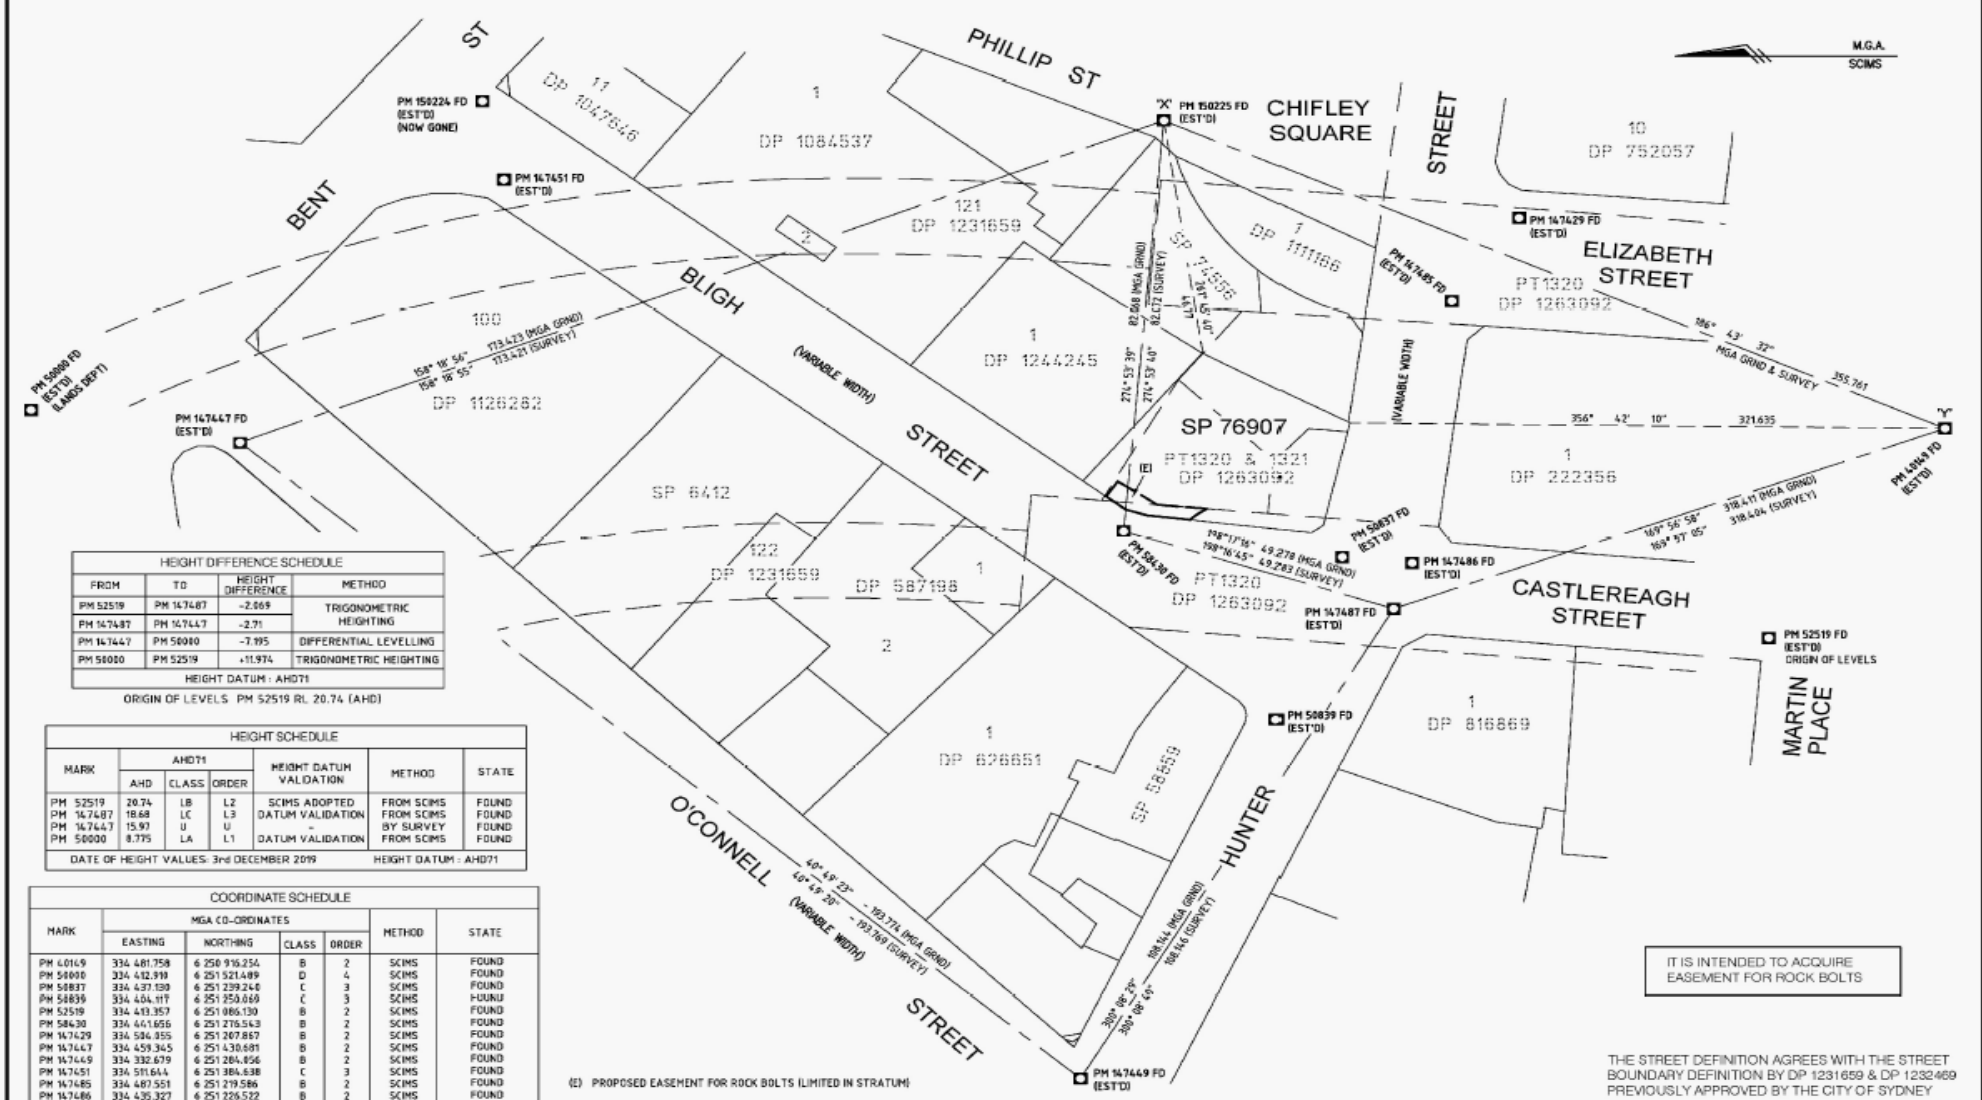 ST
PHILLIP ST
M.G.A.
SCIMS
PM 150224 FD
(EST'D)
(NOW GONE)
11
DP 1047646
1
DP 1084537
'X' PM 150225 FD
(EST'D)
CHIFLEY
SQUARE
STREET
10
DP 752057
PM 147451 FD
(EST'D)
BENT
121
DP 1231659
2
SP 74556
1
DP 1111166
PM 147429 FD
(EST'D)
ELIZABETH
STREET
PM 147485 FD
(EST'D)
PT1320
DP 1263092
BLIGH
82.068 (MGA GRND)
82.072 (SURVEY)
274° 53' 39"
274° 53' 40"
100
DP 1126282
158° 18' 56" 173.423 (MGA GRND)
158° 18' 55" 173.421 (SURVEY)
1
DP 1244245
(VARIABLE WIDTH)
(VARIABLE WIDTH)
186° 43' 32"
355.761
MGA GRND & SURVEY
PM 50000 FD
(EST'D)
(LANDS DEPT)
PM 147447 FD
(EST'D)
STREET
SP 76907
(E)
PT1320 & 1321
DP 1263092
356° 42' 10" 321.635
'Y'
PM 40149 FD
(EST'D)
1
DP 222356
318.411 (MGA GRND)
318.404 (SURVEY)
169° 56' 58"
169° 57' 05"
SP 6412
PM 58430 FD
(EST'D)
198°17'16" 49.278 (MGA GRND)
198°16'45" 49.283 (SURVEY)
PM 50837 FD
(EST'D)
PM 147486 FD
(EST'D)
122
DP 1231659
1
DP 587198
PT1320
DP 1263092
PM 147487 FD
(EST'D)
CASTLEREAGH
STREET
2
PM 52519 FD
(EST'D)
ORIGIN OF LEVELS
MARTIN
PLACE
PM 50839 FD
(EST'D)
1
DP 816869
1
DP 626651
SP 58859
HUNTER
O'CONNELL
(VARIABLE WIDTH)
40° 49' 23" - 193.774 (MGA GRND)
40° 49' 20" - 193.769 (SURVEY)
108.144 (MGA GRND)
108.146 (SURVEY)
300° 08' 29"
300° 08' 40"
STREET
PM 147449 FD
(EST'D)
HEIGHT DIFFERENCE SCHEDULE
FROM TO HEIGHT DIFFERENCE METHOD
PM 52519 PM 147487 -2.069 TRIGONOMETRIC HEIGHTING
PM 147487 PM 147447 -2.71
PM 147447 PM 50000 -7.195 DIFFERENTIAL LEVELLING
PM 50000 PM 52519 +11.974 TRIGONOMETRIC HEIGHTING
HEIGHT DATUM : AHD71
ORIGIN OF LEVELS PM 52519 RL 20.74 (AHD)
HEIGHT SCHEDULE
MARK AHD71 HEIGHT DATUM VALIDATION METHOD STATE
AHD CLASS ORDER
PM 52519 20.74 LB L2 SCIMS ADOPTED FROM SCIMS FOUND
PM 147487 18.68 LC L3 DATUM VALIDATION FROM SCIMS FOUND
PM 147447 15.97 U U - BY SURVEY FOUND
PM 50000 8.775 LA L1 DATUM VALIDATION FROM SCIMS FOUND
DATE OF HEIGHT VALUES: 3rd DECEMBER 2019 HEIGHT DATUM : AHD71
COORDINATE SCHEDULE
MARK MGA CO-ORDINATES METHOD STATE
EASTING NORTHING CLASS ORDER
PM 40149 334 481.758 6 250 916.254 B 2 SCIMS FOUND
PM 50000 334 412.910 6 251 521.489 D 4 SCIMS FOUND
PM 50837 334 437.130 6 251 239.240 C 3 SCIMS FOUND
PM 50839 334 404.117 6 251 250.069 C 3 SCIMS FOUND
PM 52519 334 413.357 6 251 086.130 B 2 SCIMS FOUND
PM 58430 334 441.656 6 251 276.543 B 2 SCIMS FOUND
PM 147429 334 504.055 6 251 207.867 B 2 SCIMS FOUND
PM 147447 334 459.345 6 251 430.681 B 2 SCIMS FOUND
PM 147449 334 332.679 6 251 284.056 B 2 SCIMS FOUND
PM 147451 334 511.644 6 251 384.638 C 3 SCIMS FOUND
PM 147485 334 487.551 6 251 219.586 B 2 SCIMS FOUND
PM 147486 334 435.327 6 251 226.522 B 2 SCIMS FOUND
(E) PROPOSED EASEMENT FOR ROCK BOLTS (LIMITED IN STRATUM)
IT IS INTENDED TO ACQUIRE
EASEMENT FOR ROCK BOLTS
THE STREET DEFINITION AGREES WITH THE STREET
BOUNDARY DEFINITION BY DP 1231659 & DP 1232469
PREVIOUSLY APPROVED BY THE CITY OF SYDNEY